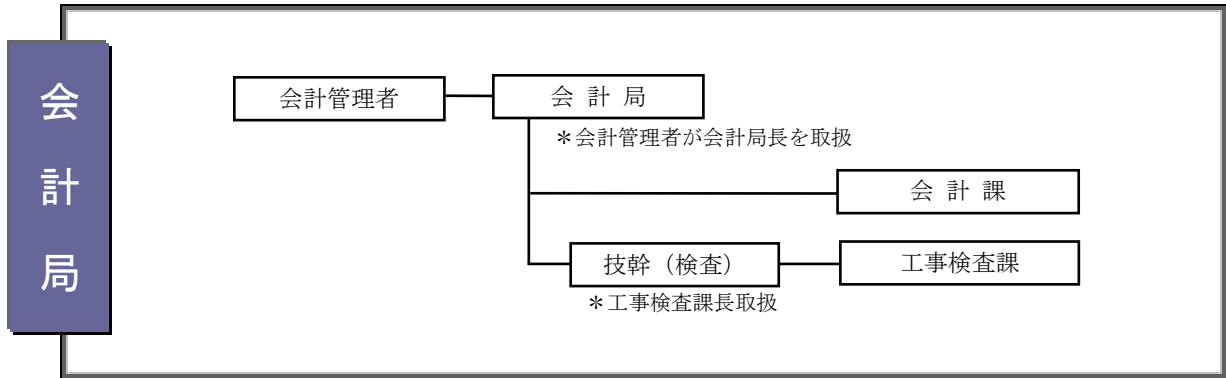 会計局
会計管理者
会 計 局
＊会計管理者が会計局長を取扱
会 計 課
技幹（検査）
工事検査課
＊工事検査課長取扱